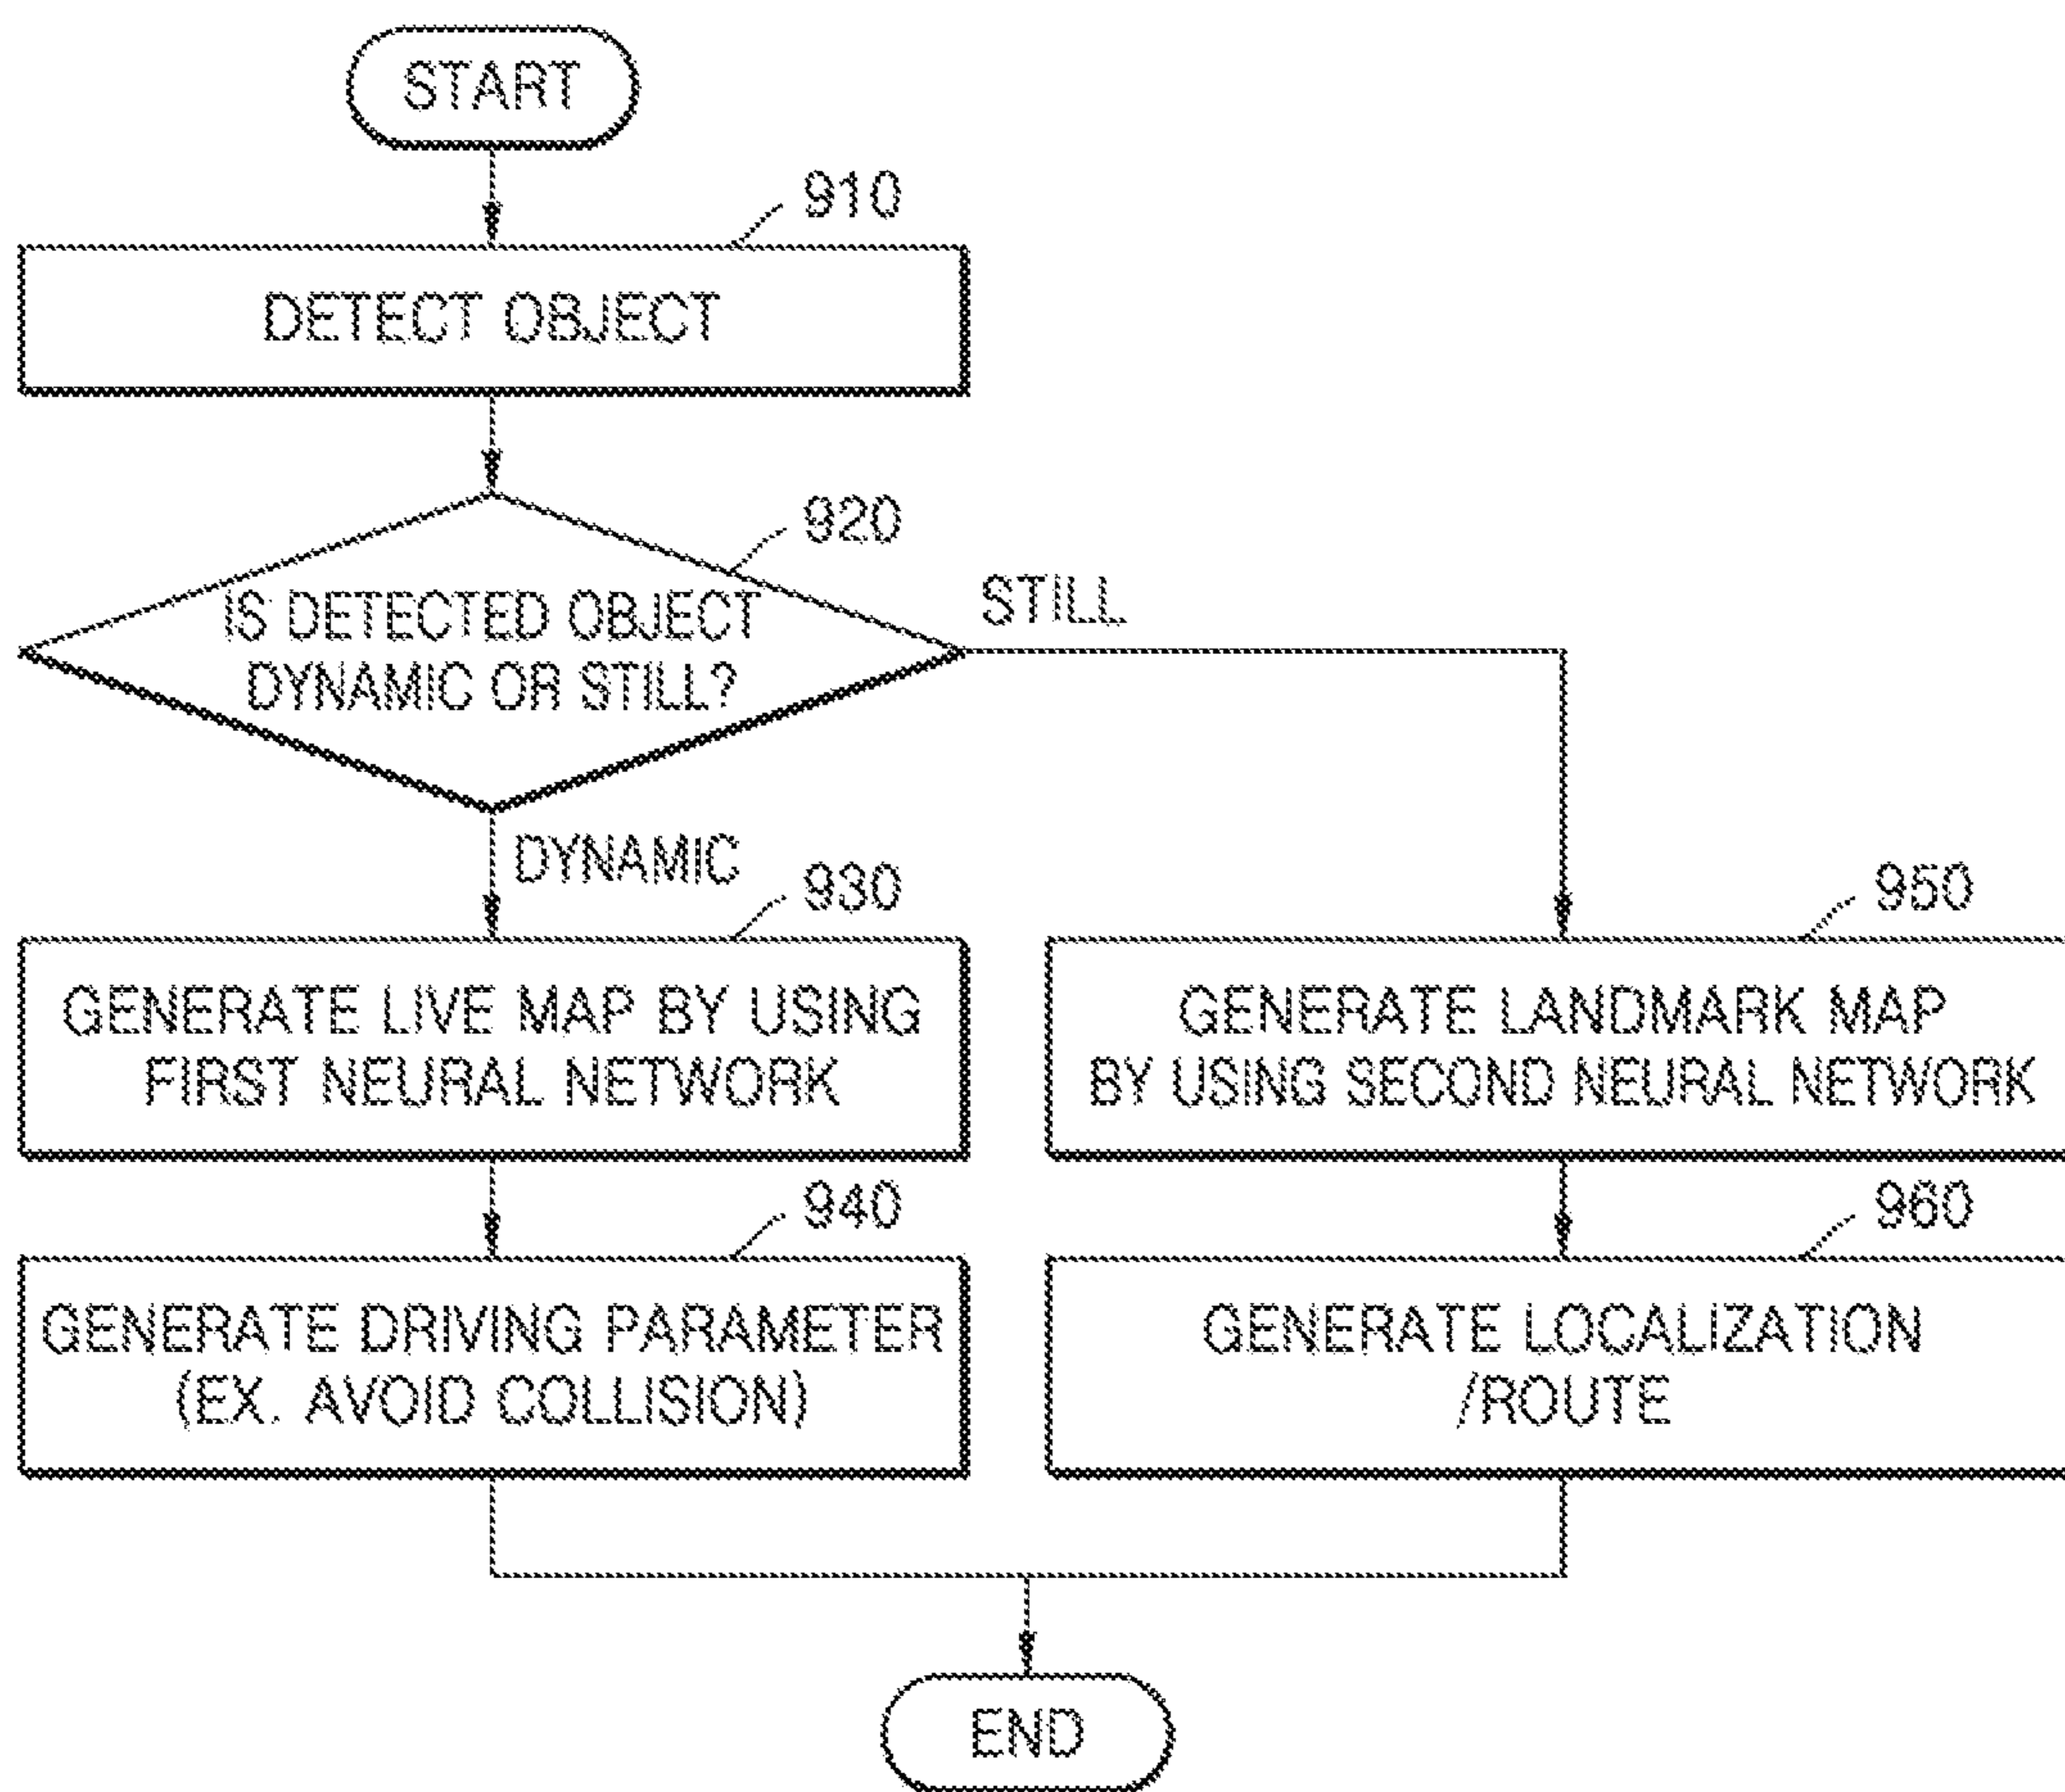 START
910
DETECT OBJECT
920
IS DETECTED OBJECT
DYNAMIC OR STILL?
STILL
DYNAMIC
930
GENERATE LIVE MAP BY USING
FIRST NEURAL NETWORK
950
GENERATE LANDMARK MAP
BY USING SECOND NEURAL NETWORK
940
GENERATE DRIVING PARAMETER
(EX. AVOID COLLISION)
960
GENERATE LOCALIZATION
/ROUTE
END